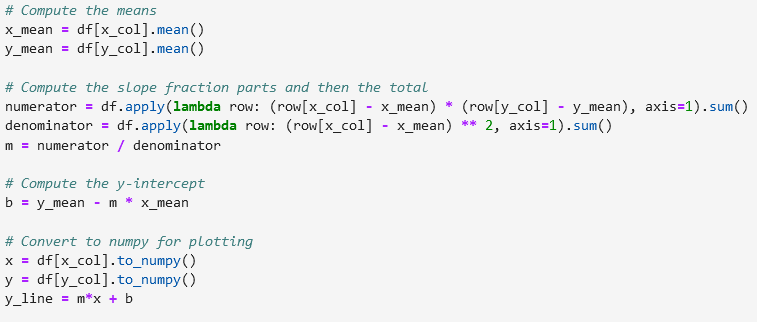 # Compute the means
x_mean = df[x_col].mean()
y_mean = df[y_col].mean()

# Compute the slope fraction parts and then the total
numerator = df.apply(lambda row: (row[x_col] - x_mean) * (row[y_col] - y_mean), axis=1).sum()
denominator = df.apply(lambda row: (row[x_col] - x_mean) ** 2, axis=1).sum()
m = numerator / denominator

# Compute the y-intercept
b = y_mean - m * x_mean

# Convert to numpy for plotting
x = df[x_col].to_numpy()
y = df[y_col].to_numpy()
y_line = m*x + b